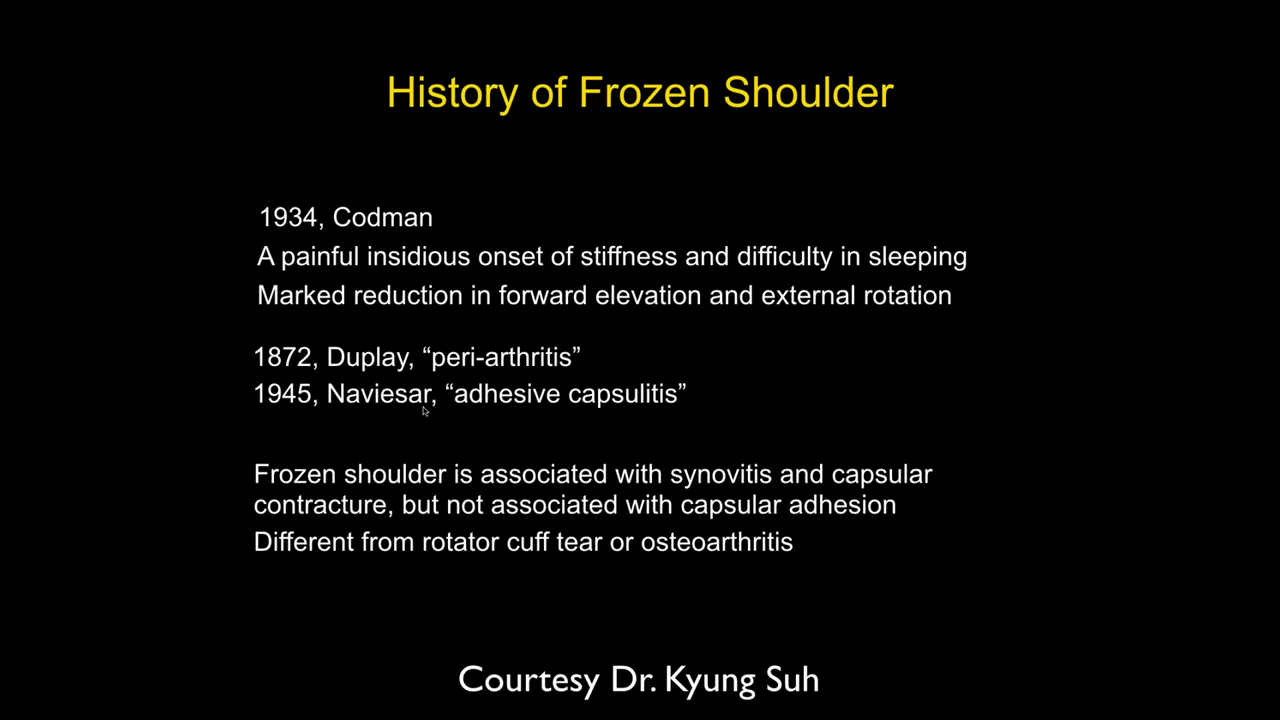 History of Frozen Shoulder
1934, Codman
A painful insidious onset of stiffness and difficulty in sleeping
Marked reduction in forward elevation and external rotation
1872, Duplay, “peri-arthritis”
1945, Naviesar, “adhesive capsulitis”
Frozen shoulder is associated with synovitis and capsular
contracture, but not associated with capsular adhesion
Different from rotator cuff tear or osteoarthritis
Courtesy Dr. Kyung Suh